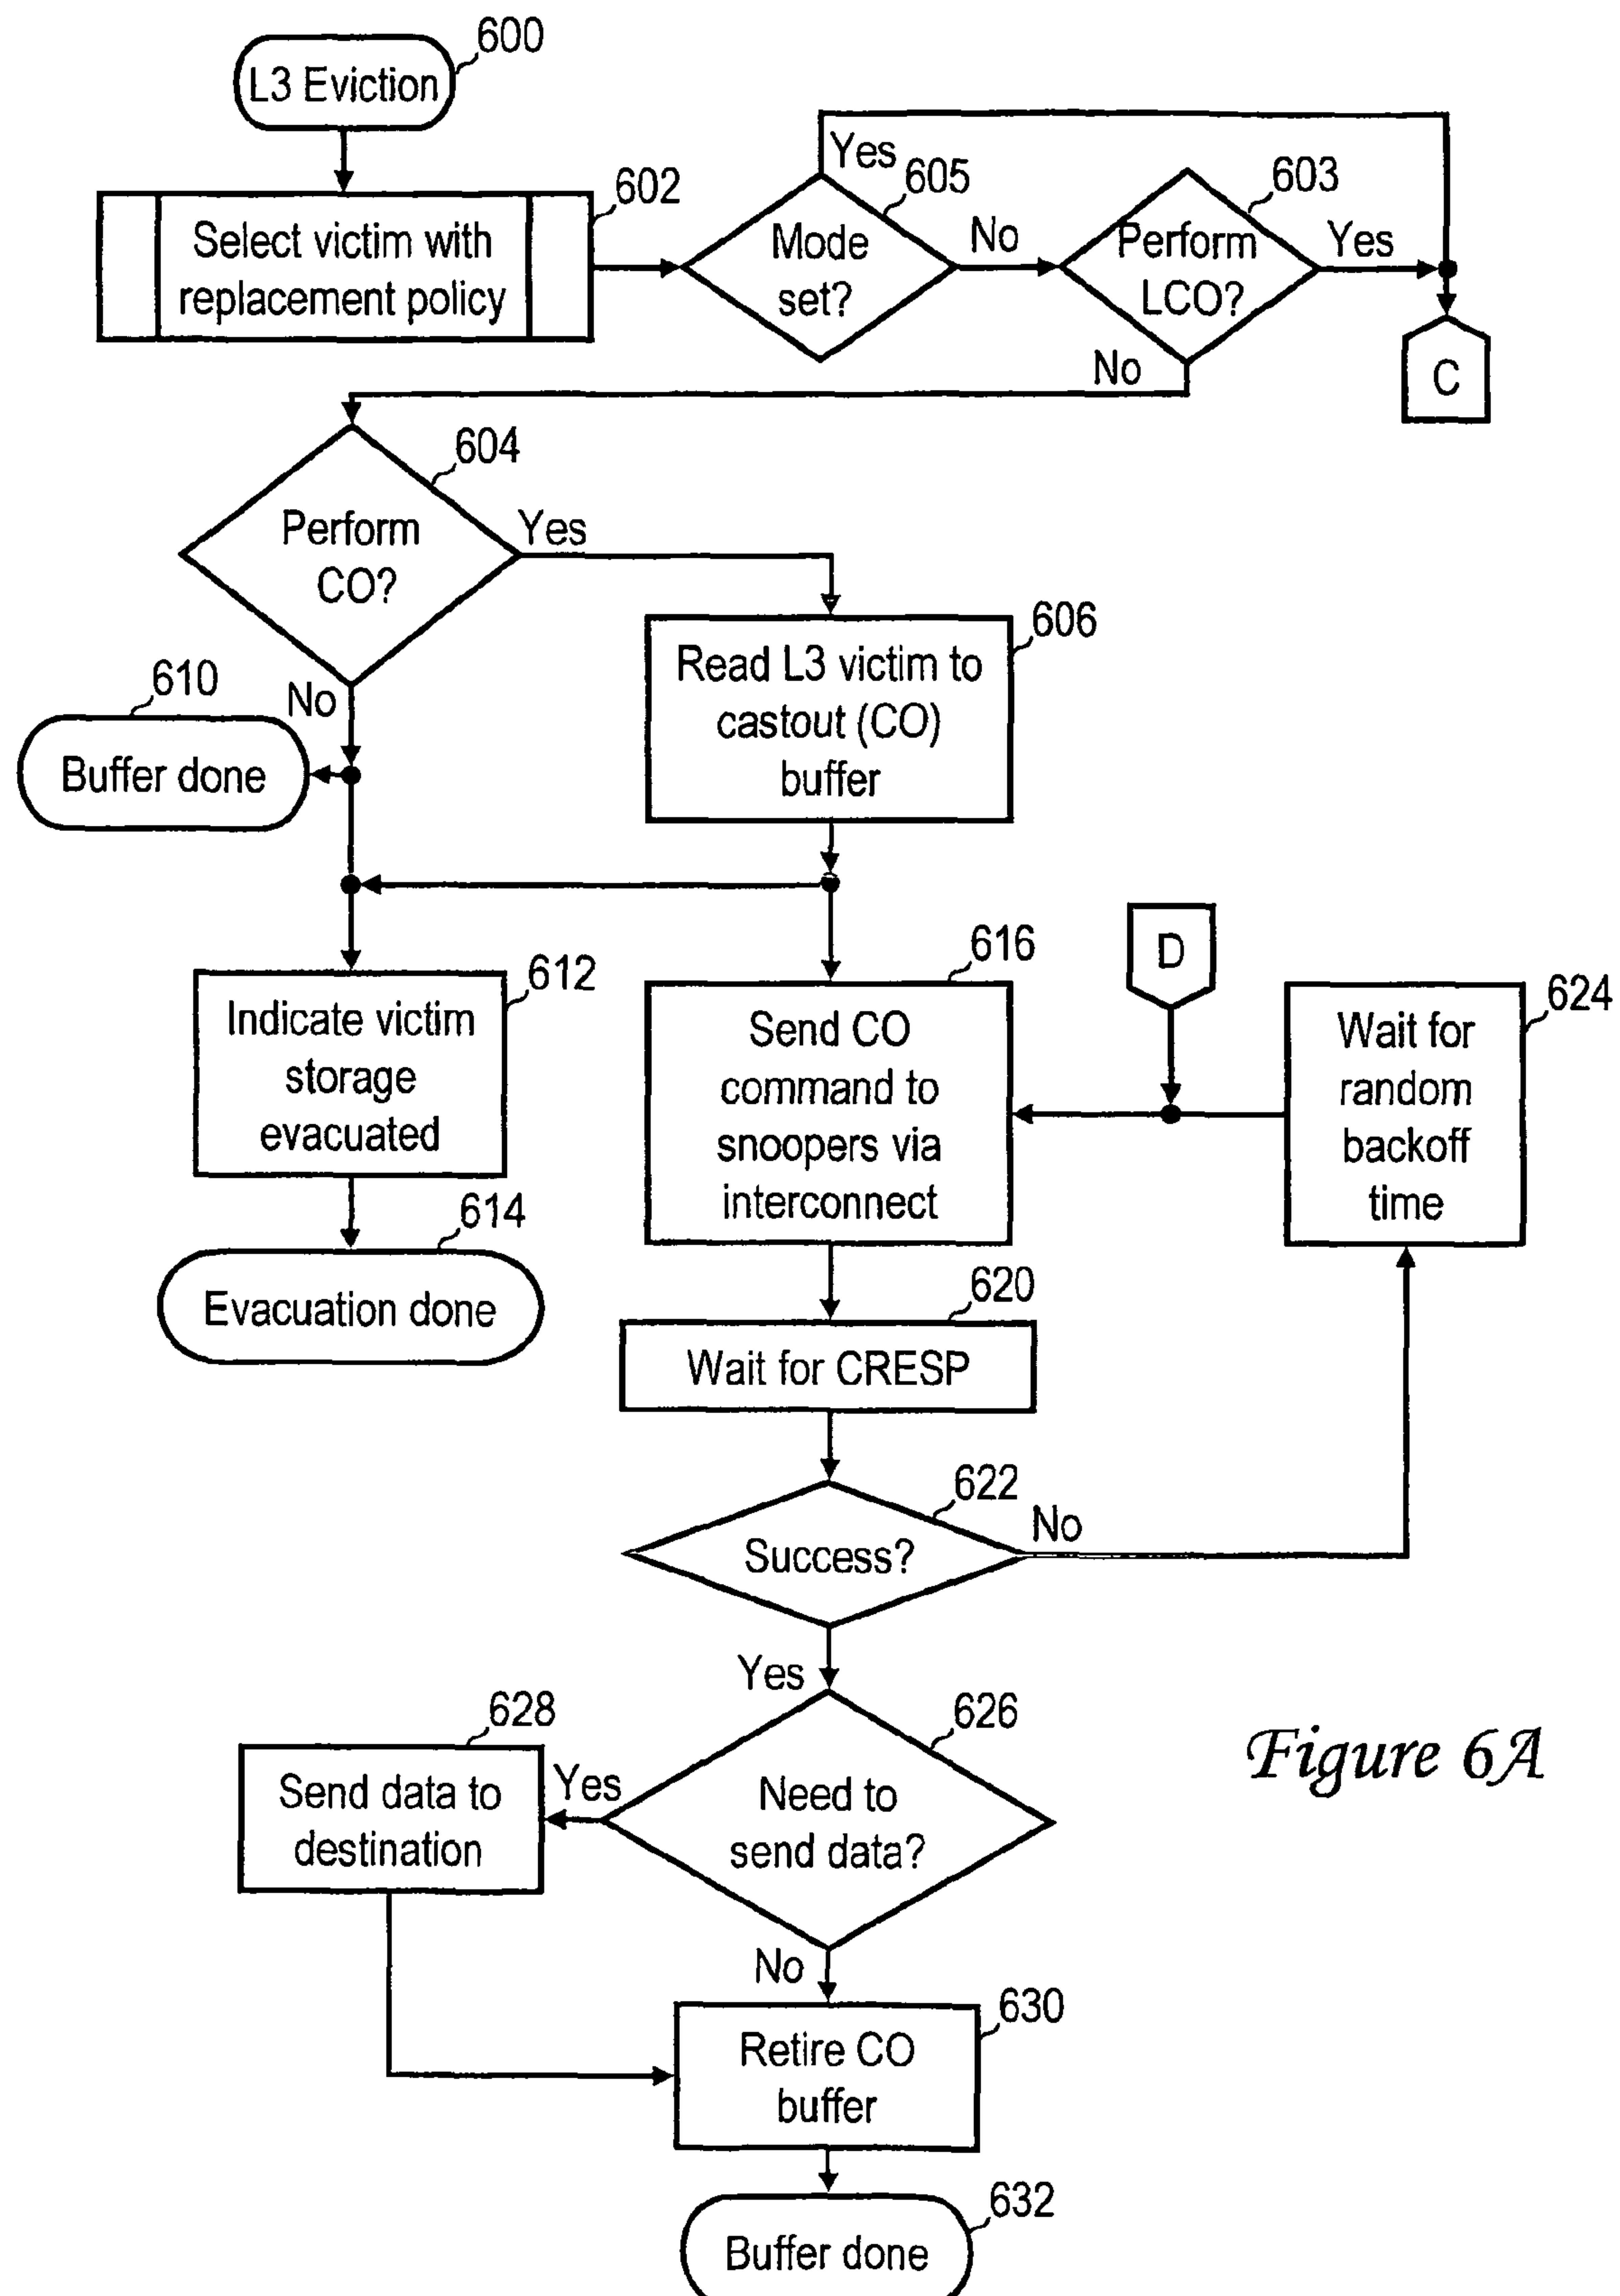 600
L3 Eviction
602
Select victim with
replacement policy
Yes
605
Mode
set?
No
603
Perform
LCO?
Yes
C
No
604
Perform
CO?
Yes
606
Read L3 victim to
castout (CO)
buffer
610
No
Buffer done
D
612
Indicate victim
storage
evacuated
616
Send CO
command to
snoopers via
interconnect
624
Wait for
random
backoff
time
614
Evacuation done
620
Wait for CRESP
622
Success?
No
Yes
628
Send data to
destination
Yes
626
Need to
send data?
Figure 6A
No
630
Retire CO
buffer
632
Buffer done